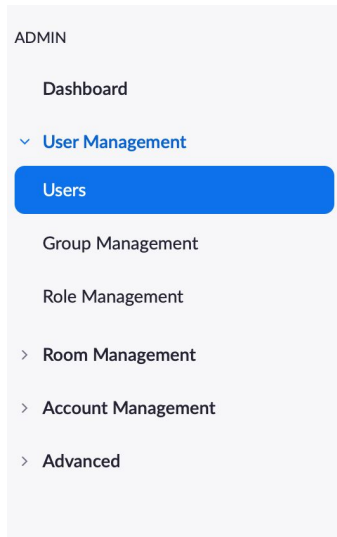 ADMIN
Dashboard
User Management
Users
Group Management
Role Management
Room Management
Account Management
Advanced